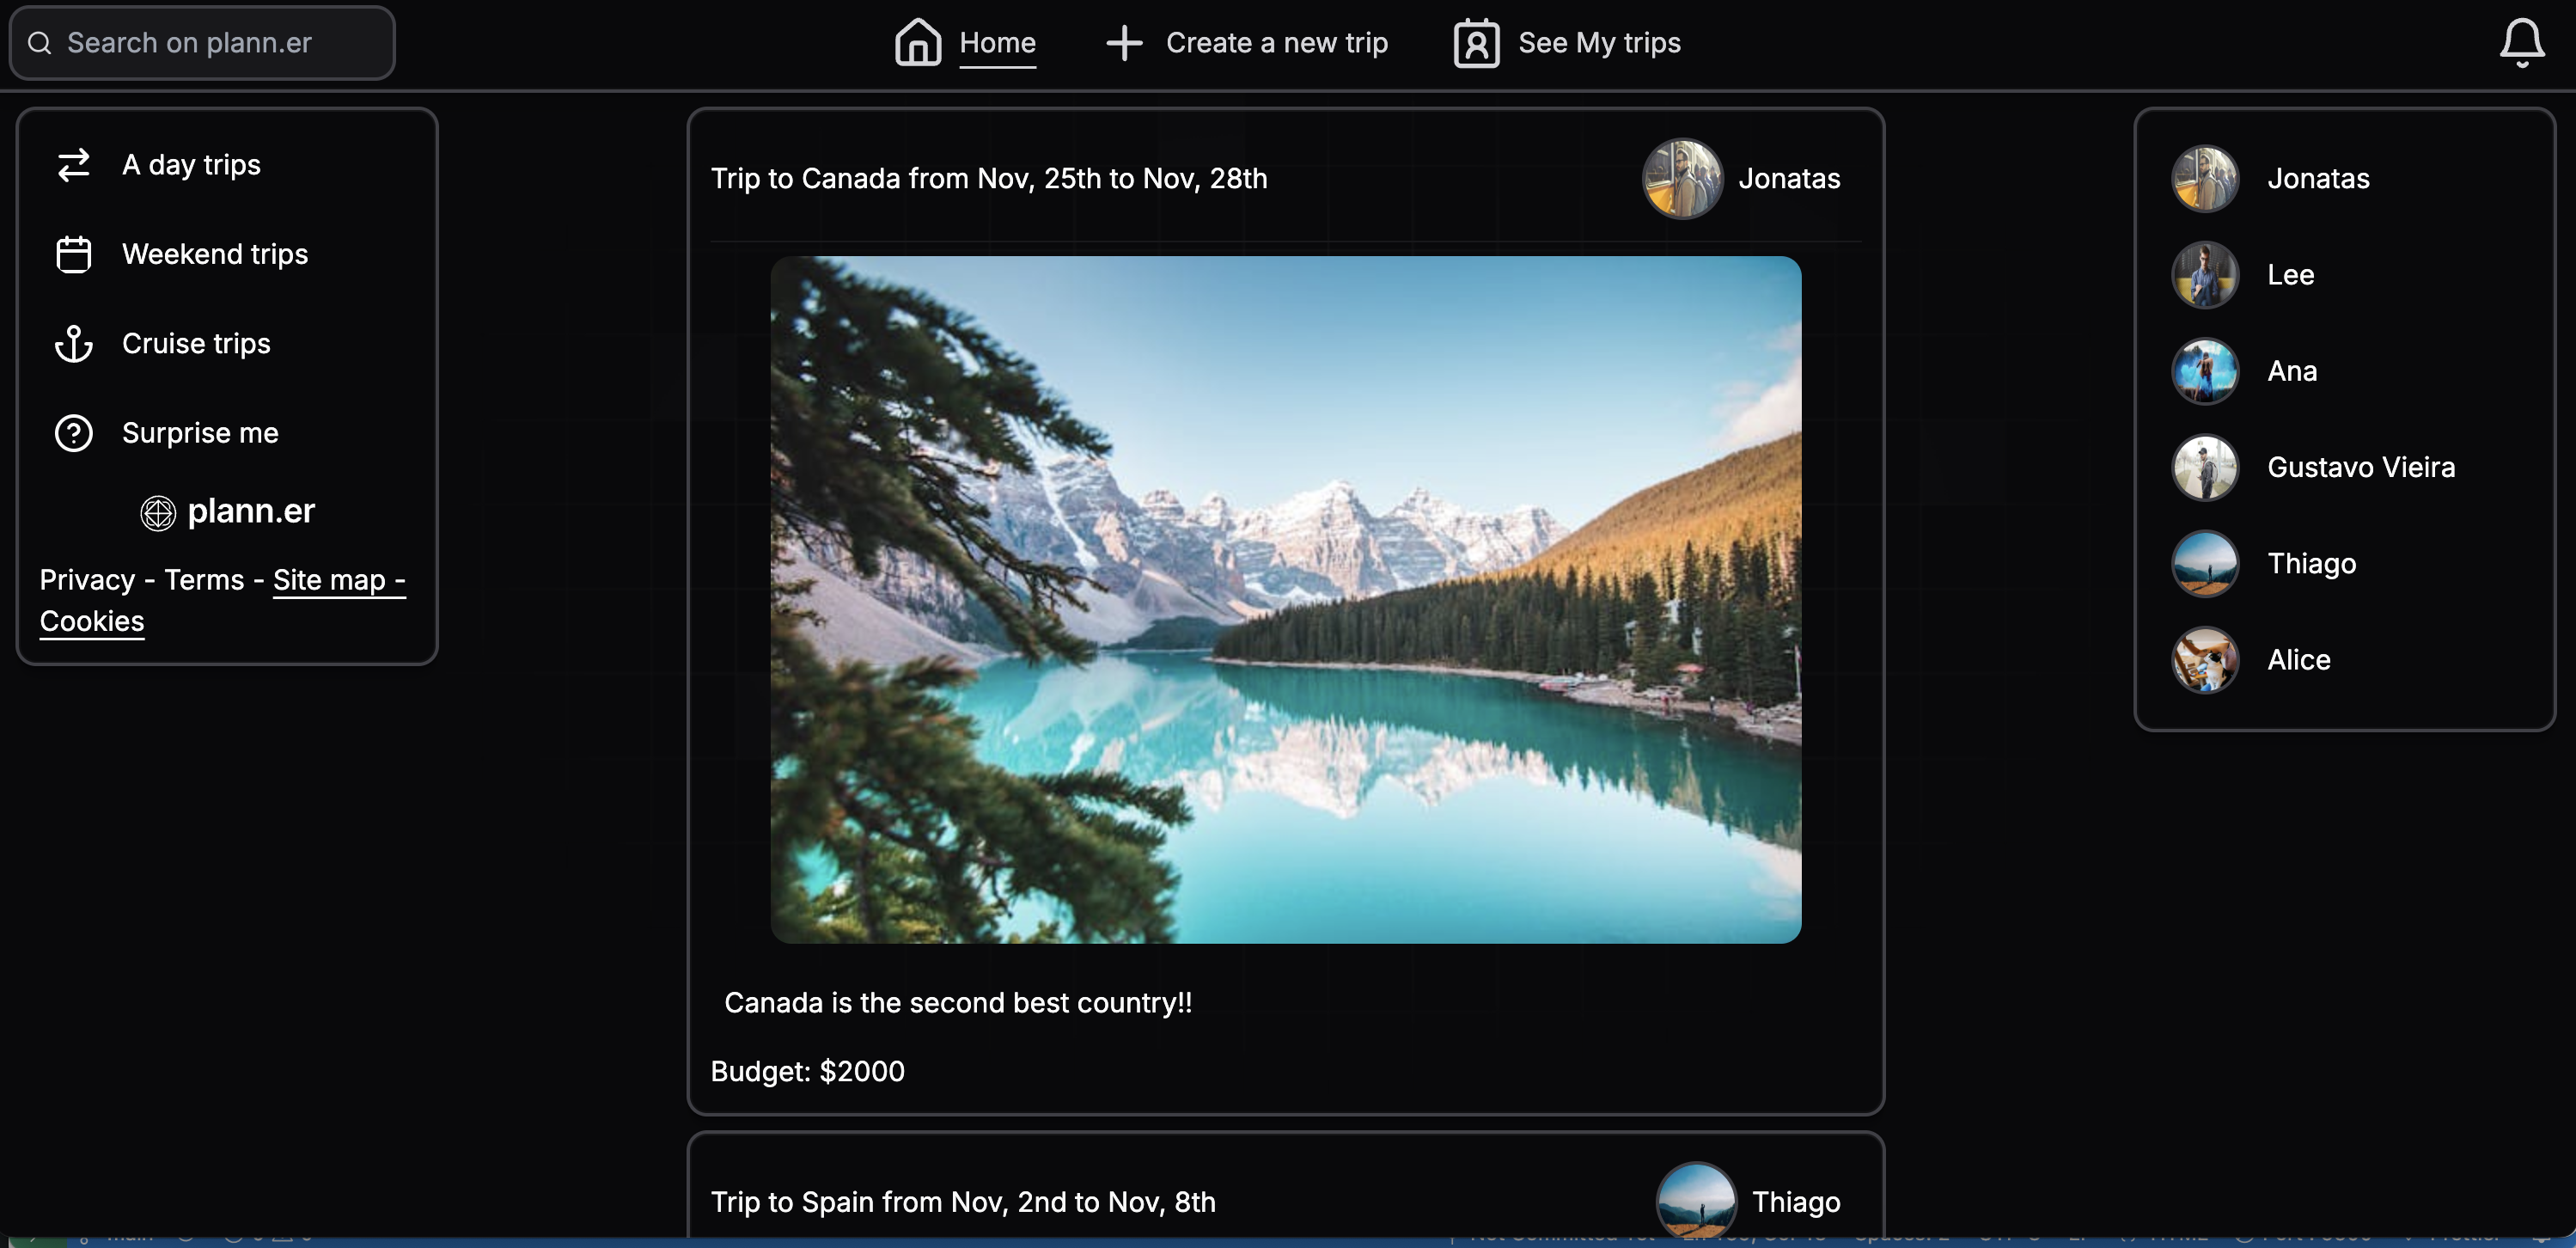 Search on plann.er
Home
Create a new trip
See My trips
A day trips
Weekend trips
Cruise trips
Surprise me
plann.er
Privacy - Terms - Site map -
Cookies
Trip to Canada from Nov, 25th to Nov, 28th
Jonatas
Canada is the second best country!!
Budget: $2000
Trip to Spain from Nov, 2nd to Nov, 8th
Thiago
Jonatas
Lee
Ana
Gustavo Vieira
Thiago
Alice